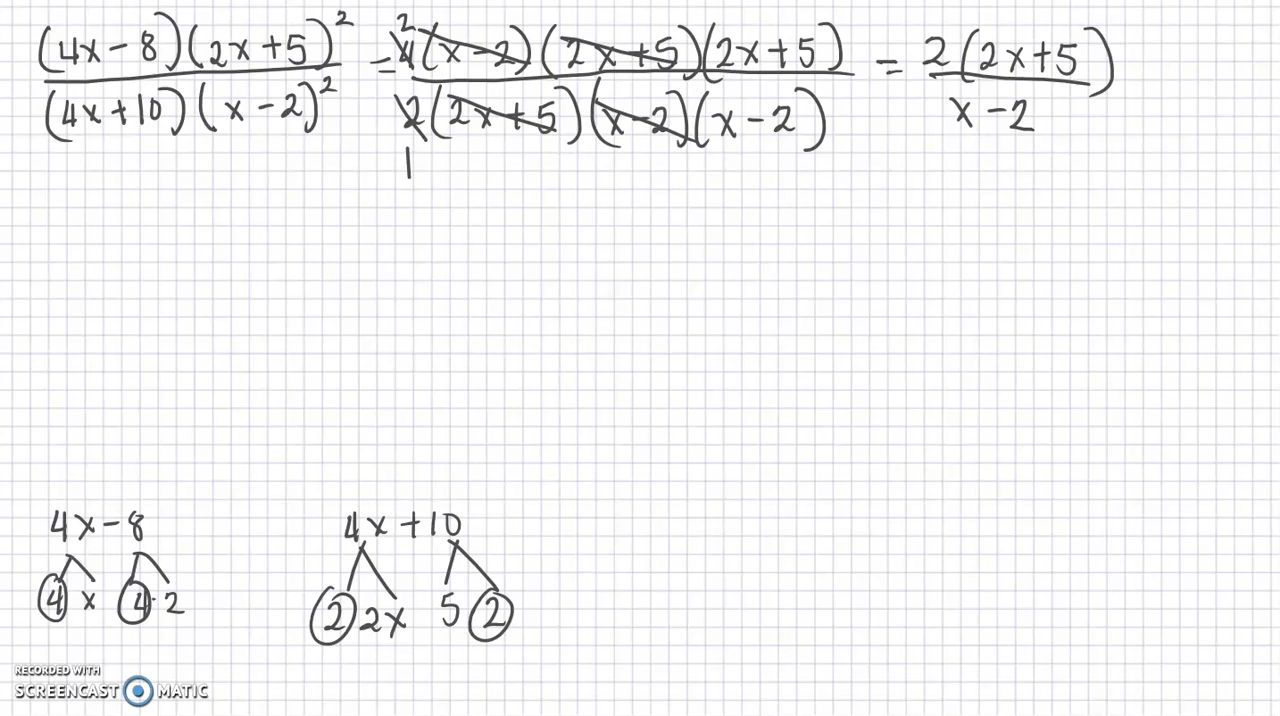 (4x-8)(2x+5)² = 4(x-2)(2x+5)(2x+5) = 2(2x+5)
(4x+10)(x-2)² 2(2x+5)(x-2)(x-2) x-2
2
1
4x-8 4x+10
4 x 4·2 2 2x 5 2
RECORDED WITH
SCREENCAST MATIC